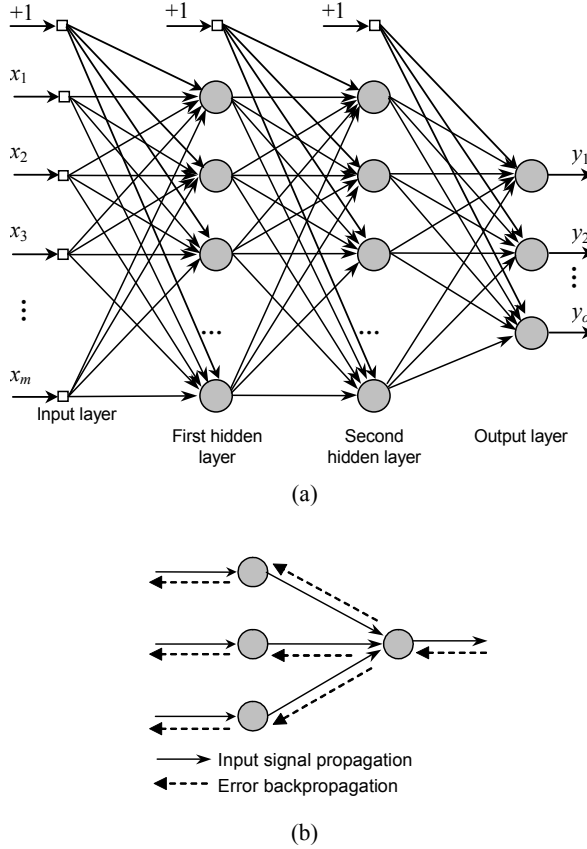 +1 +1 +1
x1
x2
y1
x3
y2
...
...
... ...
yo
xm
Input layer
First hidden layer
Second hidden layer
Output layer
(a)
Input signal propagation
Error backpropagation
(b)